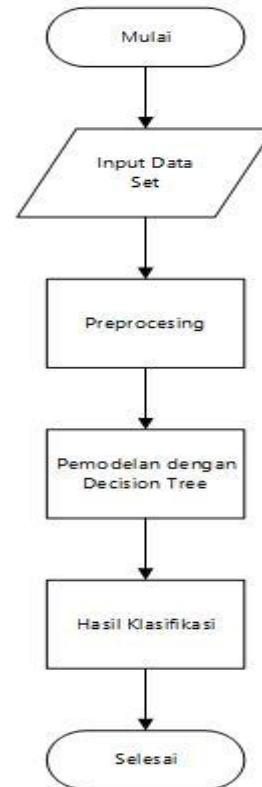 Mulai
Input Data
Set
Preprocesing
Pemodelan dengan
Decision Tree
Hasil Klasifikasi
Selesai